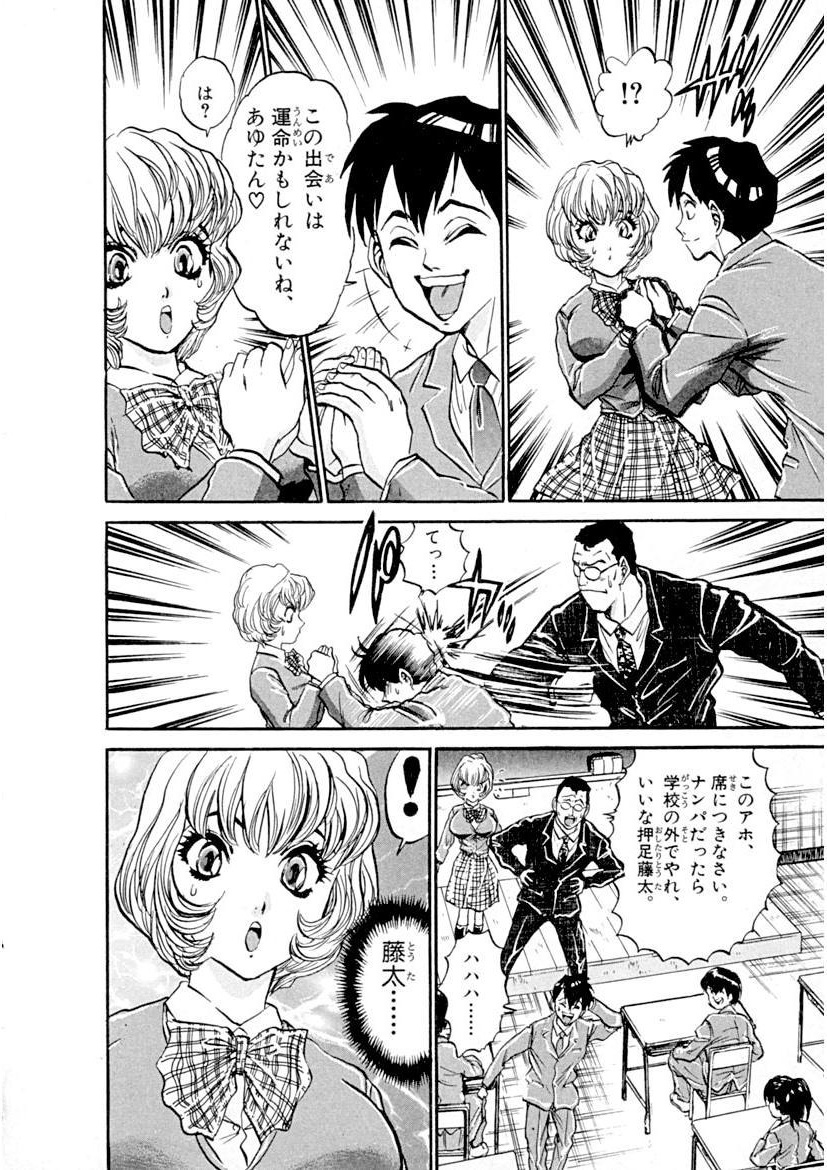 !?
この出会いは
運命かもしれないね、
あゆたん♡
は?
てっ…
このアホ、
席につきなさい。
ナンパだったら
学校の外でやれ、
いいな押足藤太。
ハハハ……
!
藤太……